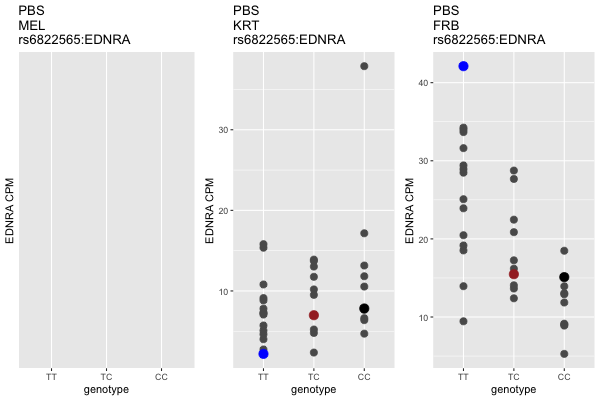 PBS
MEL
rs6822565:EDNRA
EDNRA CPM
TT TC CC
genotype
PBS
KRT
rs6822565:EDNRA
EDNRA CPM
30
20
10
TT TC CC
genotype
PBS
FRB
rs6822565:EDNRA
EDNRA CPM
40
30
20
10
TT TC CC
genotype